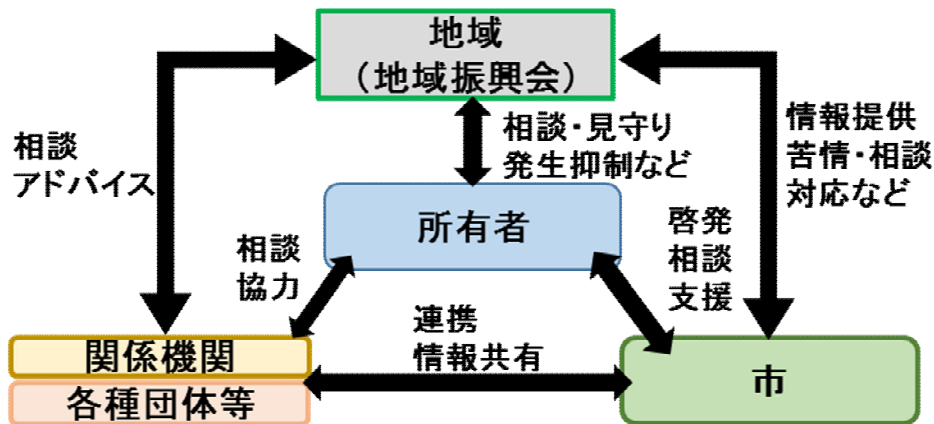 地域
（地域振興会）
相談
アドバイス
相談・見守り
発生抑制など
情報提供
苦情・相談
対応など
所有者
相談
協力
啓発
相談
支援
連携
情報共有
関係機関
各種団体等
市